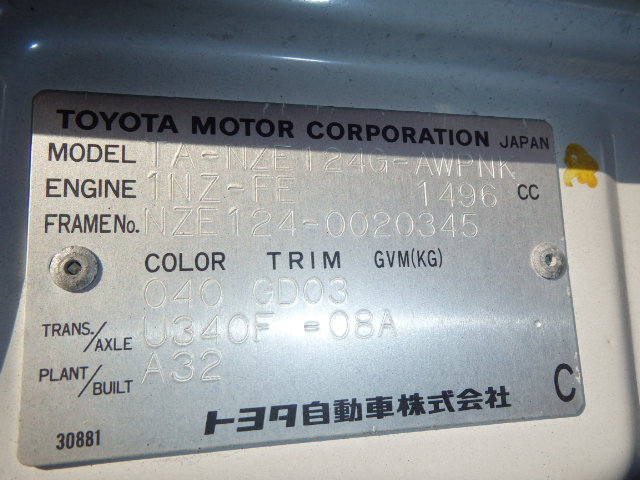 TOYOTA MOTOR CORPORATION JAPAN
MODEL TA-NZE124G-AWPNK
ENGINE 1NZ-FE 1496 CC
FRAME No. NZE124-0020345
COLOR TRIM GVM(KG)
040 GD03
TRANS./AXLE U340F =08A
PLANT/BUILT A32
トヨタ自動車株式会社 C
30881